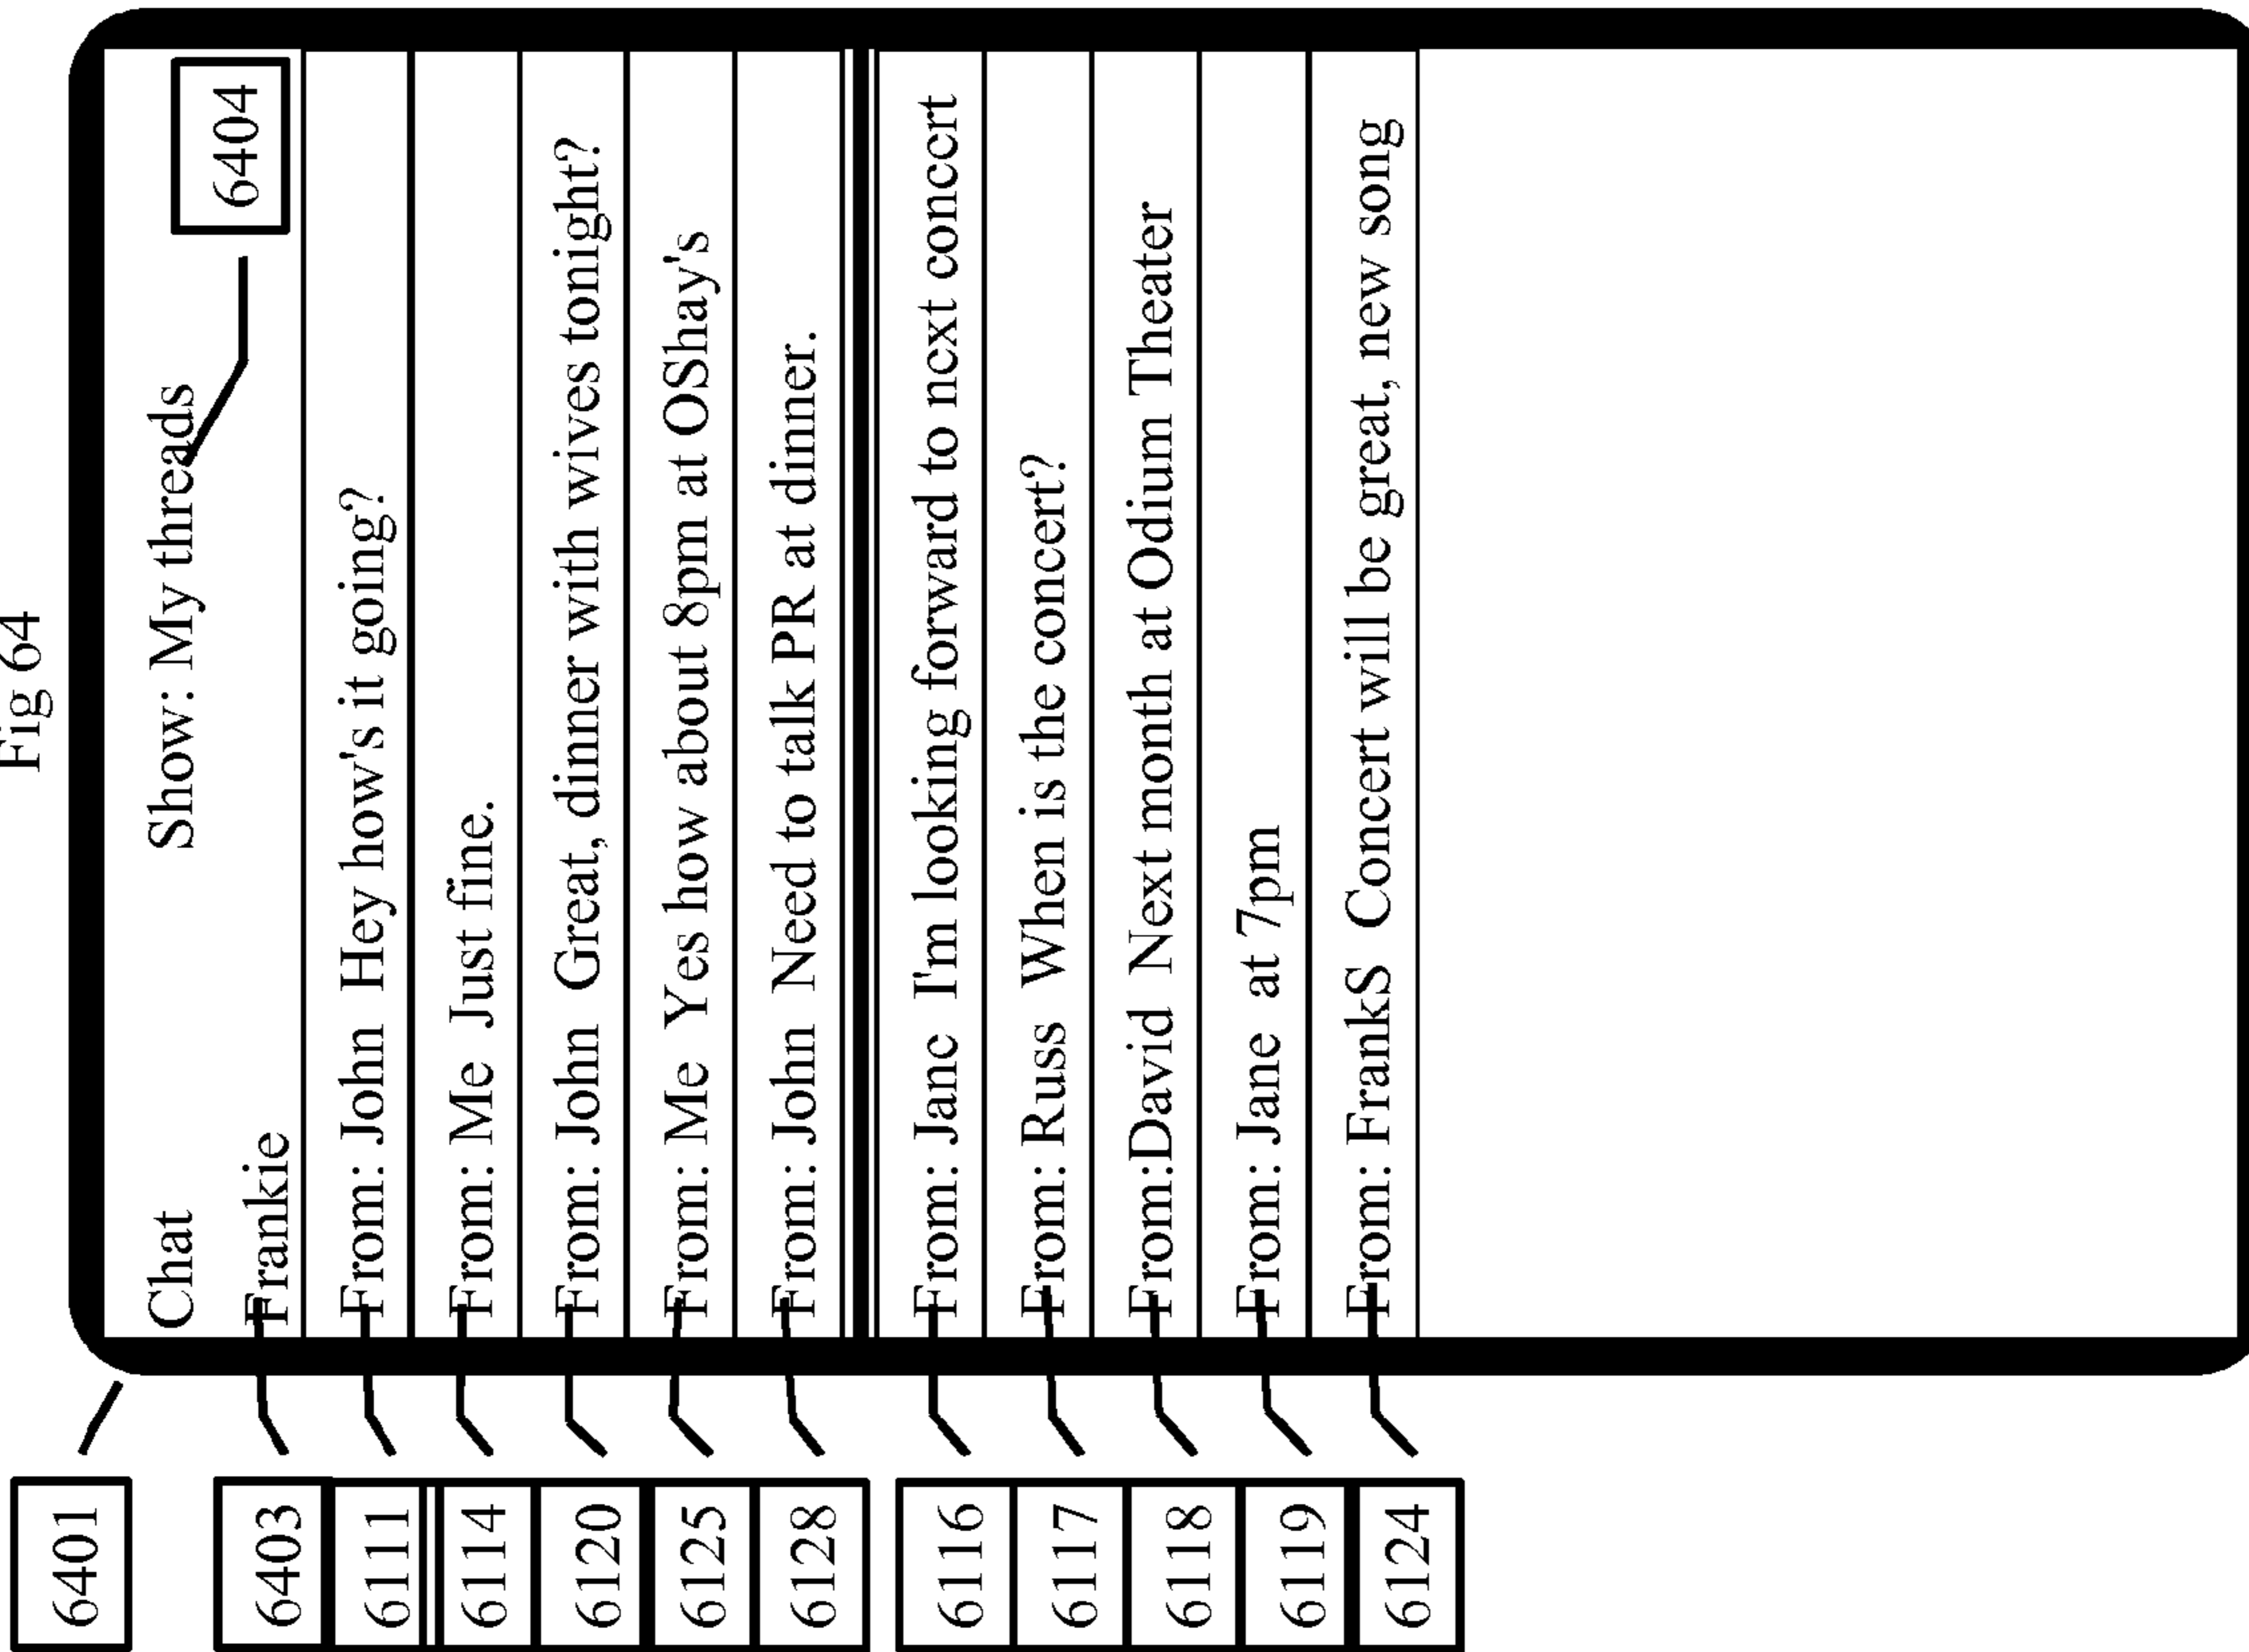 Fig 64
6401
Chat Show: My threads
6403 Frankie 6404
6111 From: John Hey how's it going?
6114 From: Me Just fine.
6120 From: John Great, dinner with wives tonight?
6125 From: Me Yes how about 8pm at OShay's
6128 From: John Need to talk PR at dinner.
6116 From: Jane I'm looking forward to next concert
6117 From: Russ When is the concert?
6118 From:David Next month at Odium Theater
6119 From: Jane at 7pm
6124 From: FrankS Concert will be great, new song